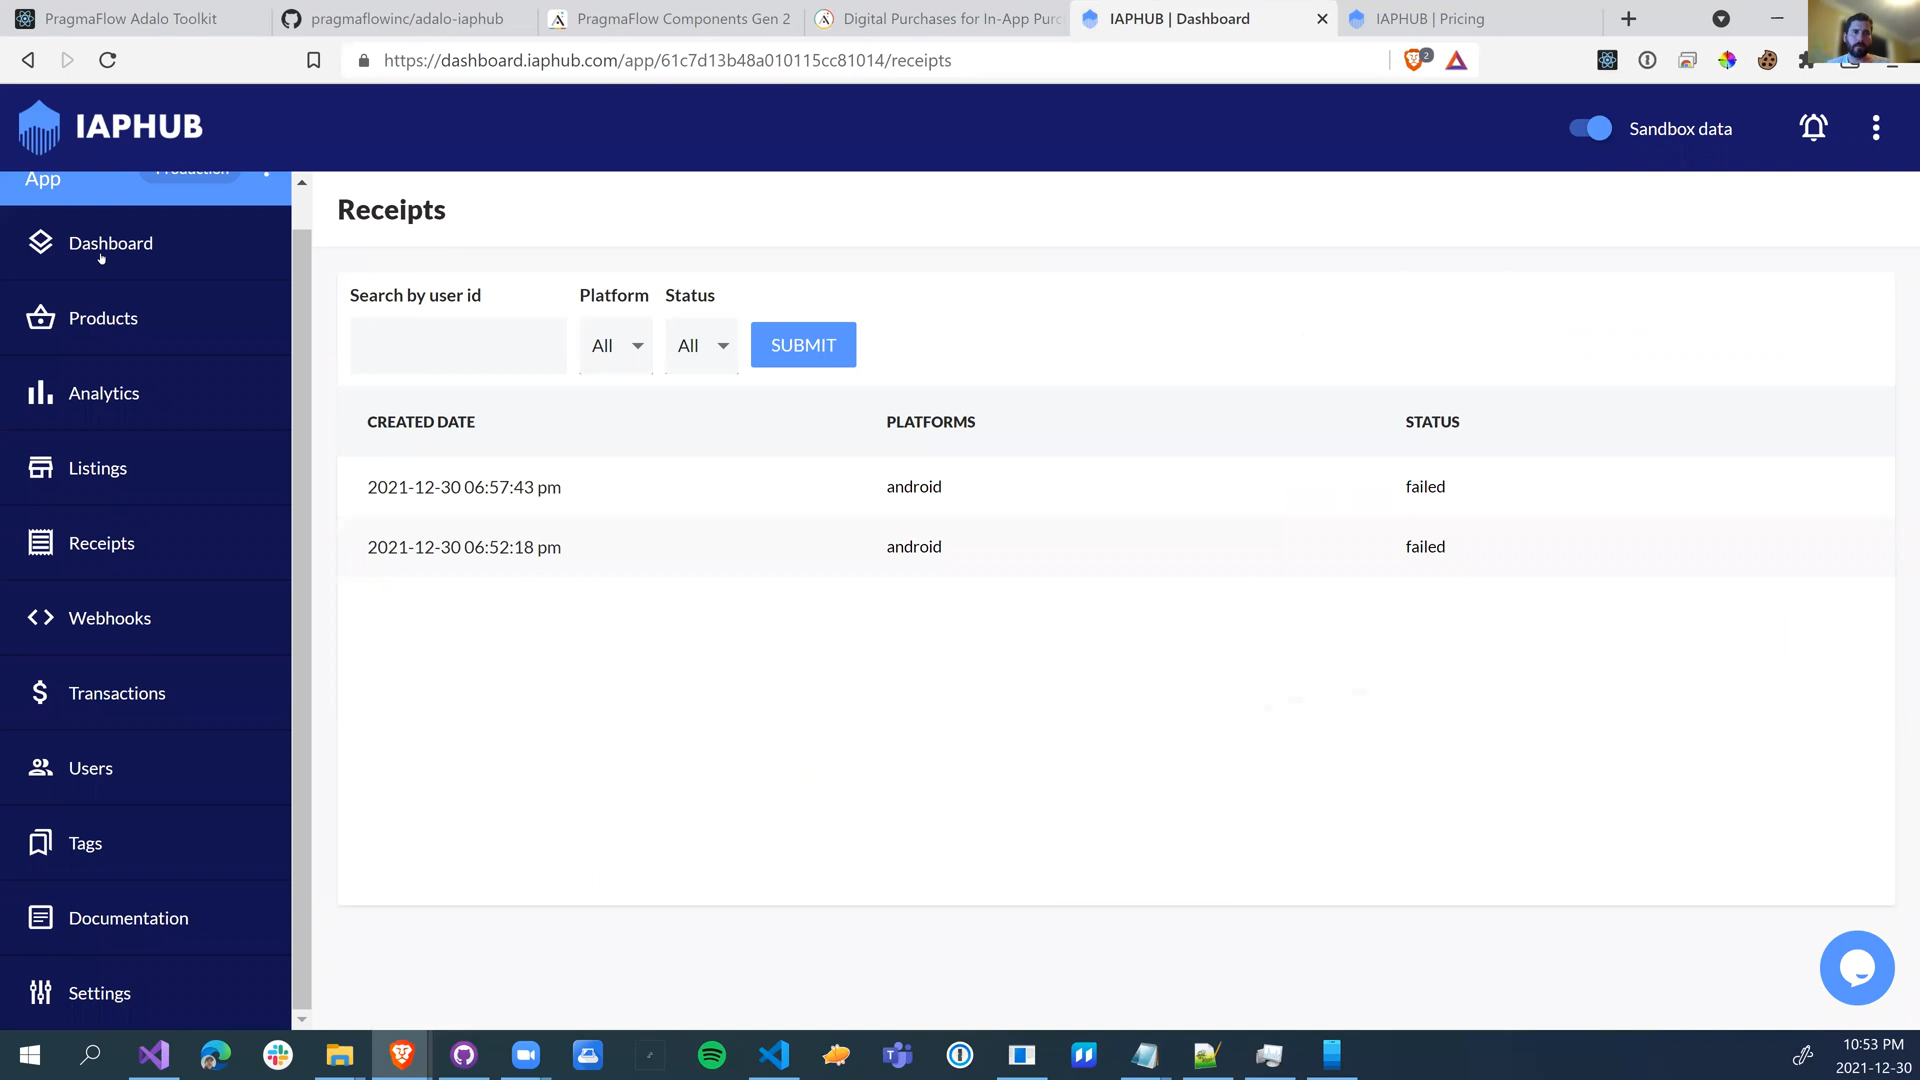 PragmaFlow Adalo Toolkit
pragmaflowinc/adalo-iaphub
PragmaFlow Components Gen 2
Digital Purchases for In-App Purc
IAPHUB | Dashboard
IAPHUB | Pricing
https://dashboard.iaphub.com/app/61c7d13b48a010115cc81014/receipts
2
IAPHUB
Sandbox data
App
Production
Dashboard
Products
Analytics
Listings
Receipts
Webhooks
Transactions
Users
Tags
Documentation
Settings
Receipts
Search by user id
Platform
Status
All
All
SUBMIT
CREATED DATE
PLATFORMS
STATUS
2021-12-30 06:57:43 pm
android
failed
2021-12-30 06:52:18 pm
android
failed
10:53 PM
2021-12-30